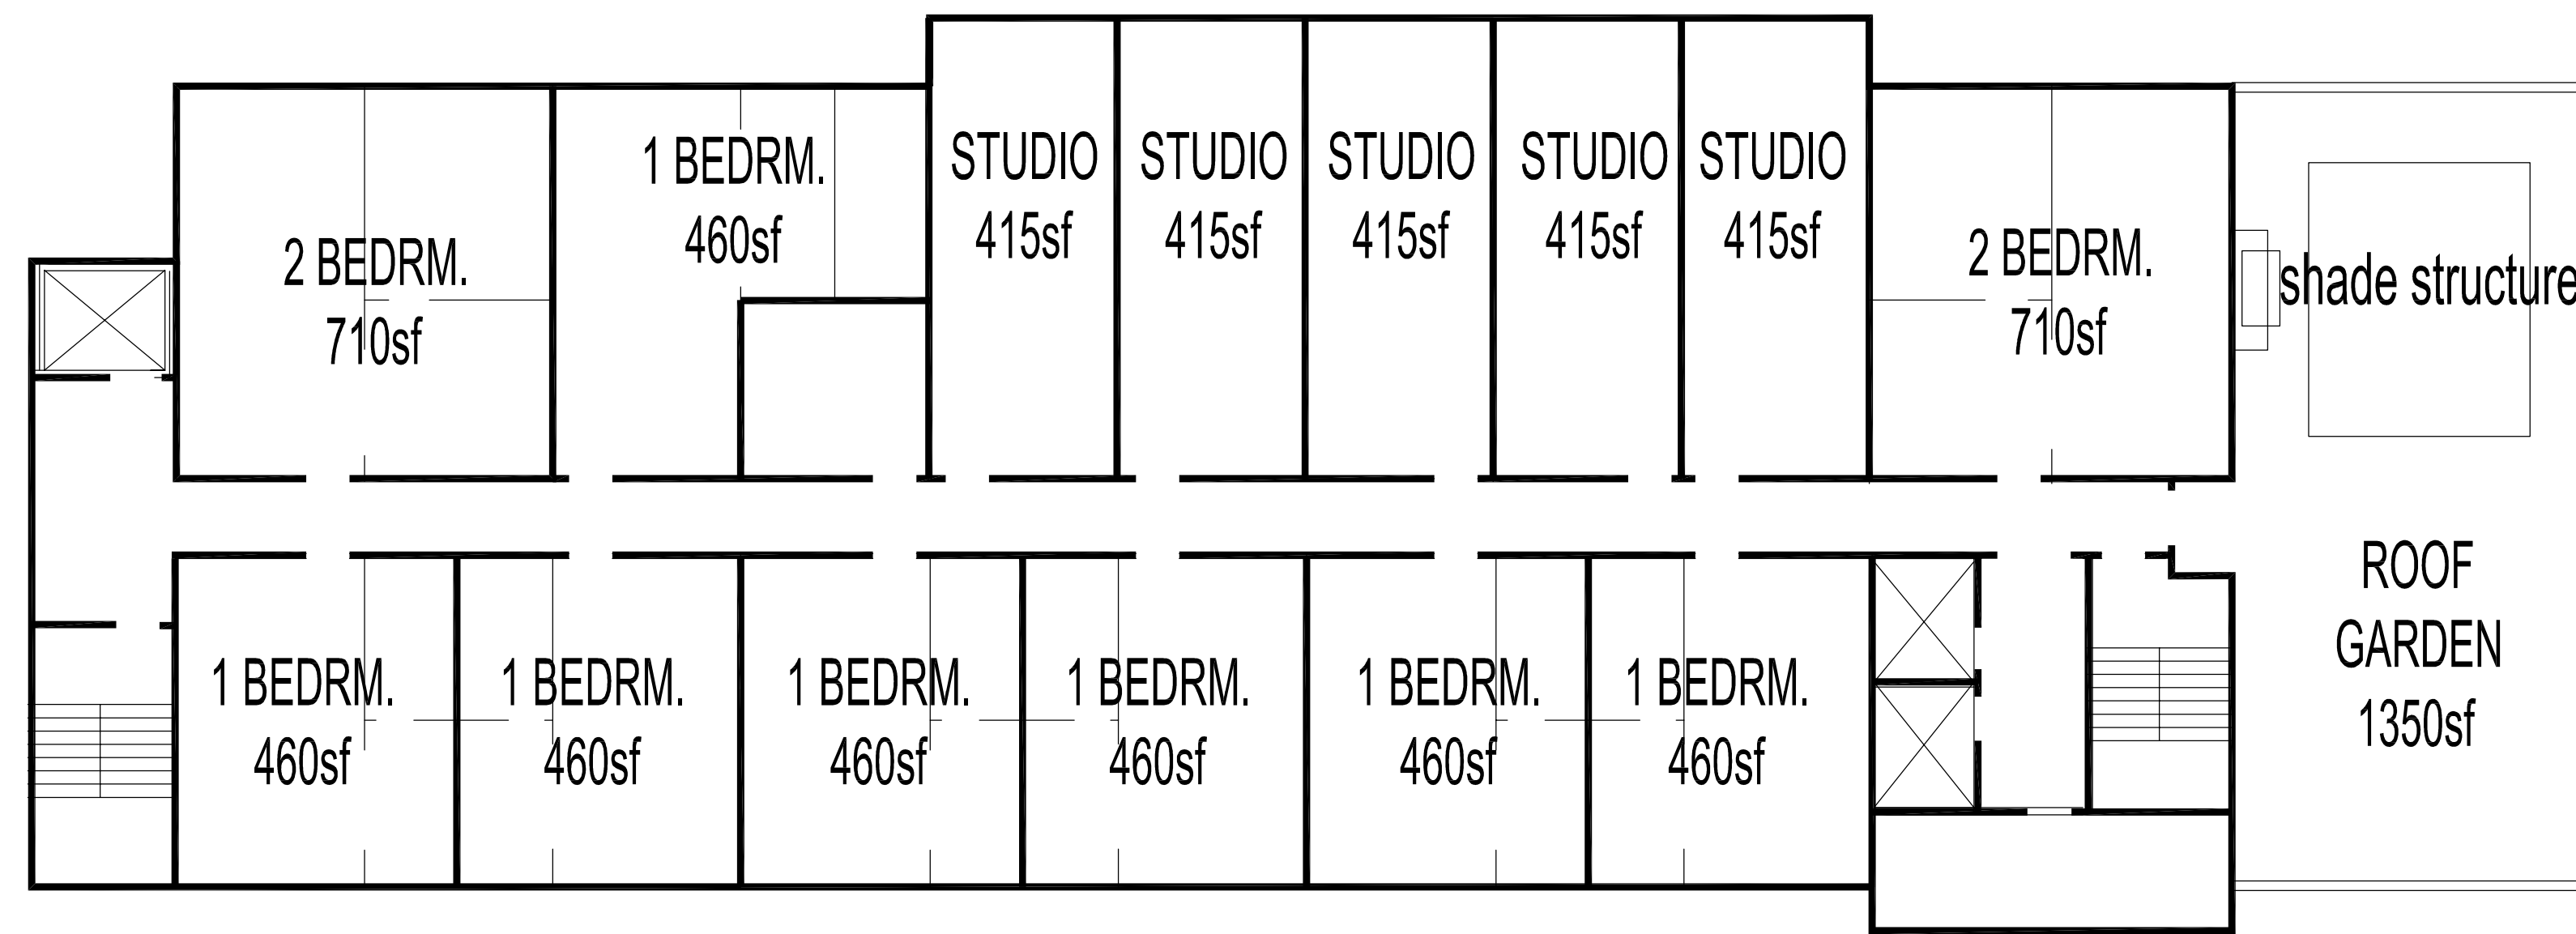 2 BEDRM.
710sf
1 BEDRM.
460sf
STUDIO
415sf
STUDIO
415sf
STUDIO
415sf
STUDIO
415sf
STUDIO
415sf
2 BEDRM.
710sf
shade structure
1 BEDRM.
460sf
1 BEDRM.
460sf
1 BEDRM.
460sf
1 BEDRM.
460sf
1 BEDRM.
460sf
1 BEDRM.
460sf
ROOF
GARDEN
1350sf